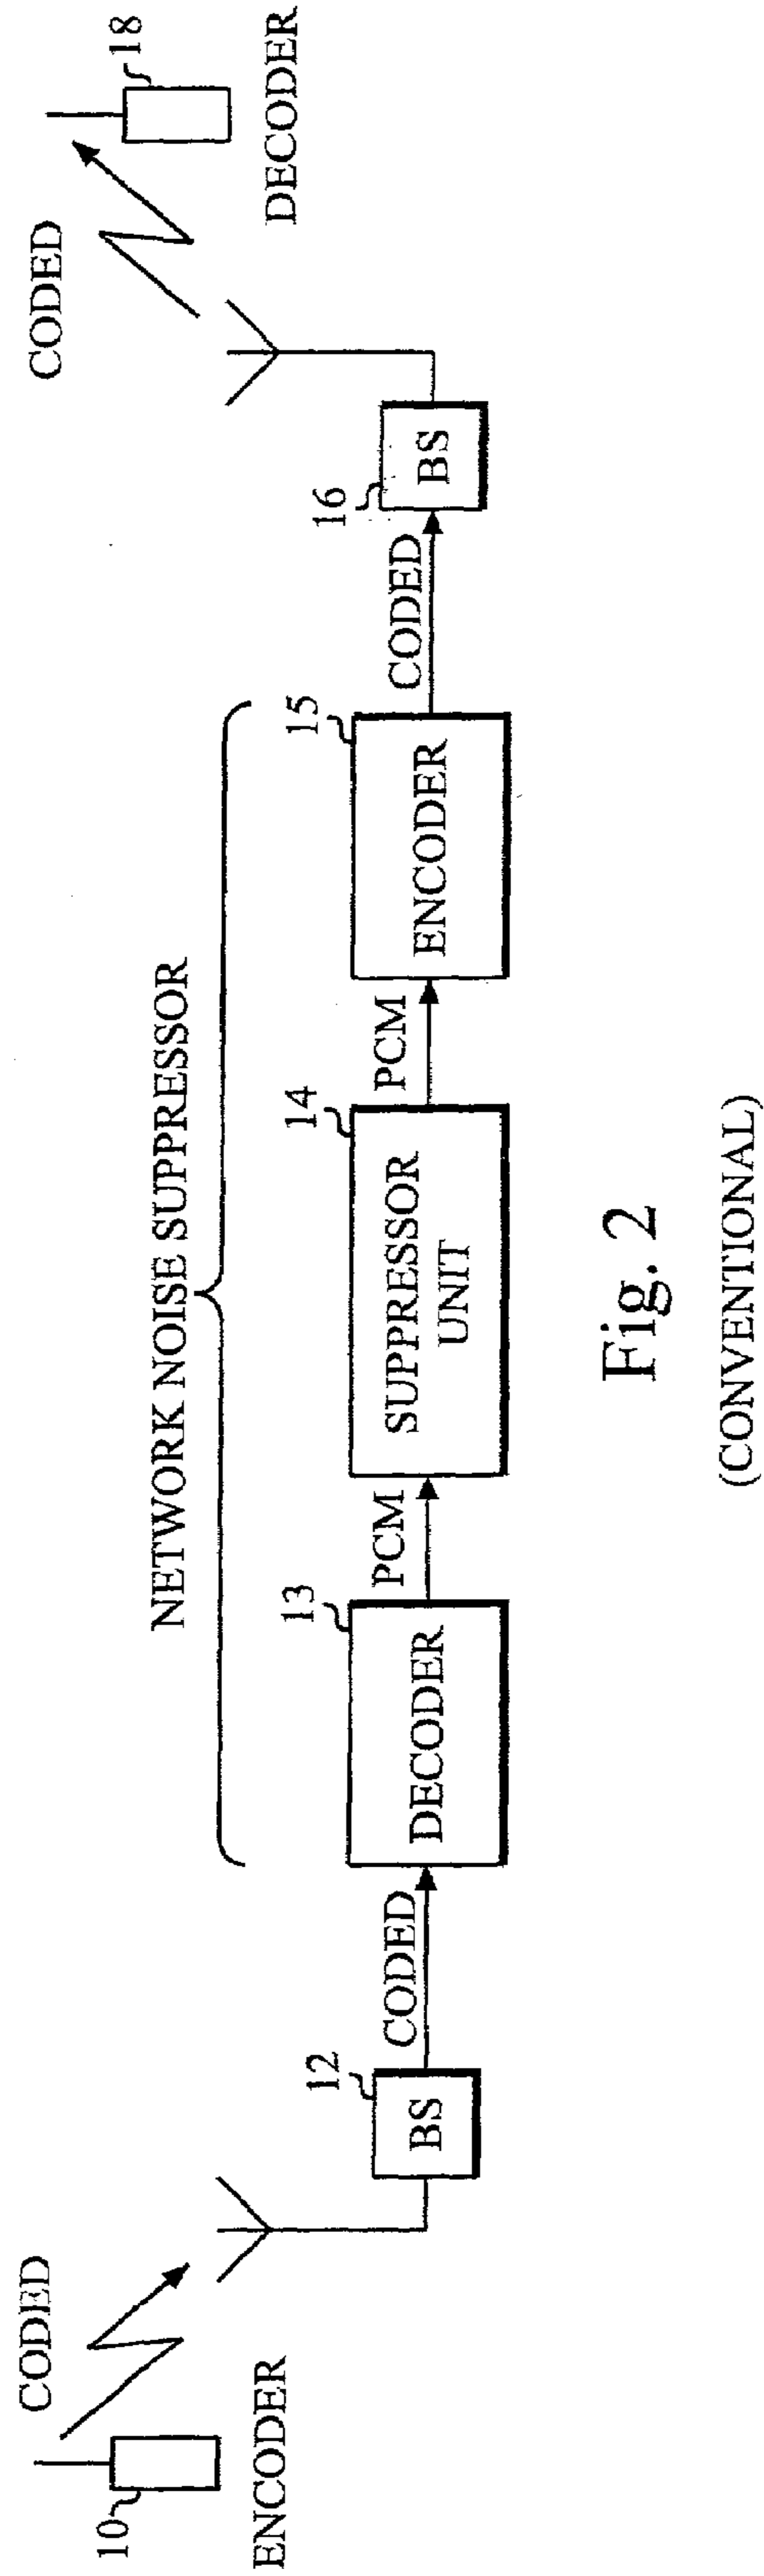 NETWORK NOISE SUPPRESSOR
CODED
10
ENCODER
12
BS
CODED
13
DECODER
PCM
14
SUPPRESSOR
UNIT
PCM
15
ENCODER
CODED
16
BS
CODED
18
DECODER
Fig. 2
(CONVENTIONAL)